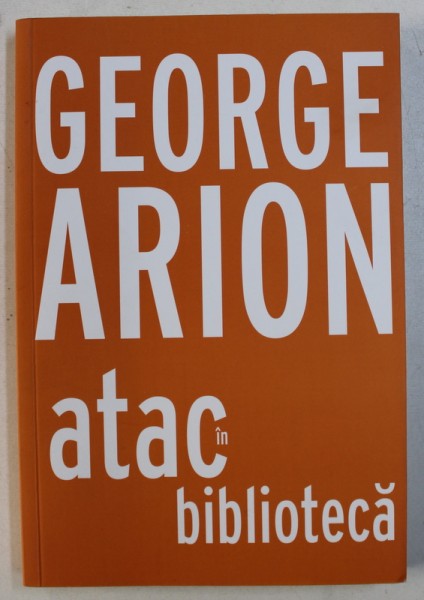 GEORGE
ARION
atac
în
bibliotecă